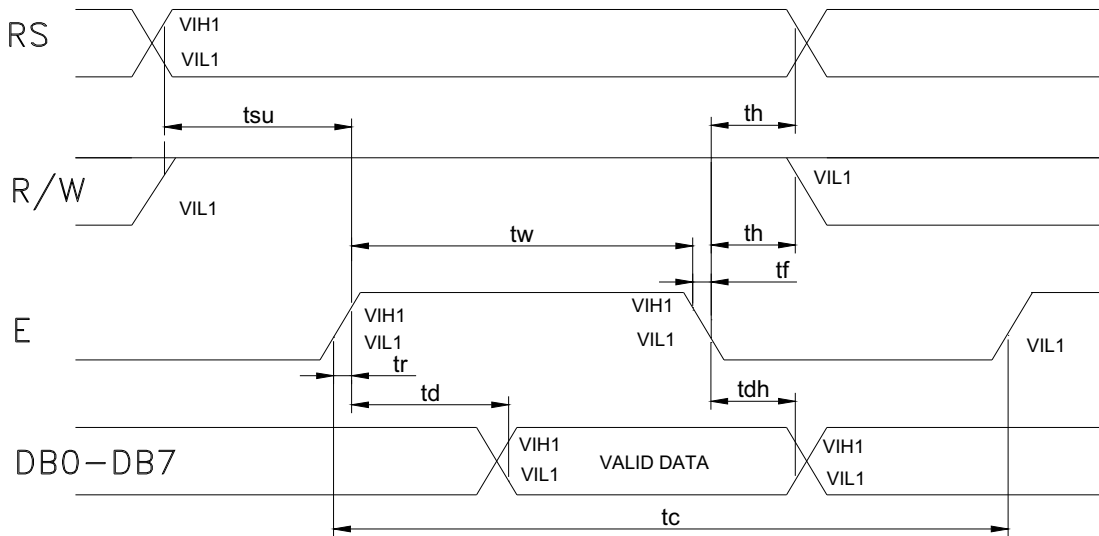 RS
VIH1
VIL1
tsu
th
R/W
VIL1
VIL1
tw
th
tf
E
VIH1
VIL1
VIH1
VIL1
VIL1
tr
td
tdh
DB0-DB7
VIH1
VIL1
VALID DATA
VIH1
VIL1
tc